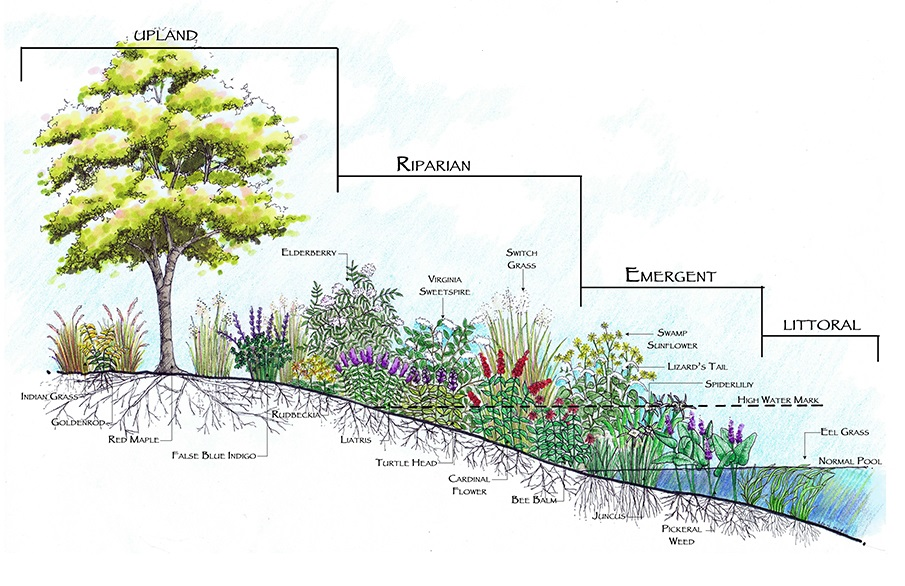 UPLAND
RIPARIAN
EMERGENT
LITTORAL
ELDERBERRY
VIRGINIA
SWEETSPIRE
SWITCH
GRASS
SWAMP
SUNFLOWER
LIZARD'S TAIL
SPIDERLILIY
HIGH WATER MARK
EEL GRASS
NORMAL POOL
INDIAN GRASS
GOLDENROD
RED MAPLE
FALSE BLUE INDIGO
RUDBECKIA
LIATRIS
TURTLE HEAD
CARDINAL
FLOWER
BEE BALM
JUNCUS
PICKERAL
WEED